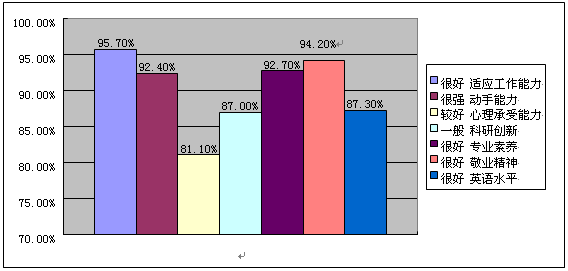 100.00%
95.00%
90.00%
85.00%
80.00%
75.00%
70.00%
95.70%
92.40%
81.10%
87.00%
92.70%
94.20%
87.30%
很好 适应工作能力
很强 动手能力
较好 心理承受能力
一般 科研创新
很好 专业素养
很好 敬业精神
很好 英语水平